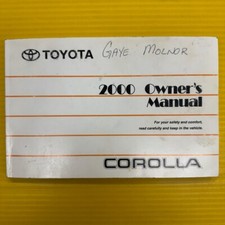 TOYOTA GAYE MOLNOR
2000 Owner's
Manual
For your safety and comfort,
read carefully and keep in the vehicle.
COROLLA